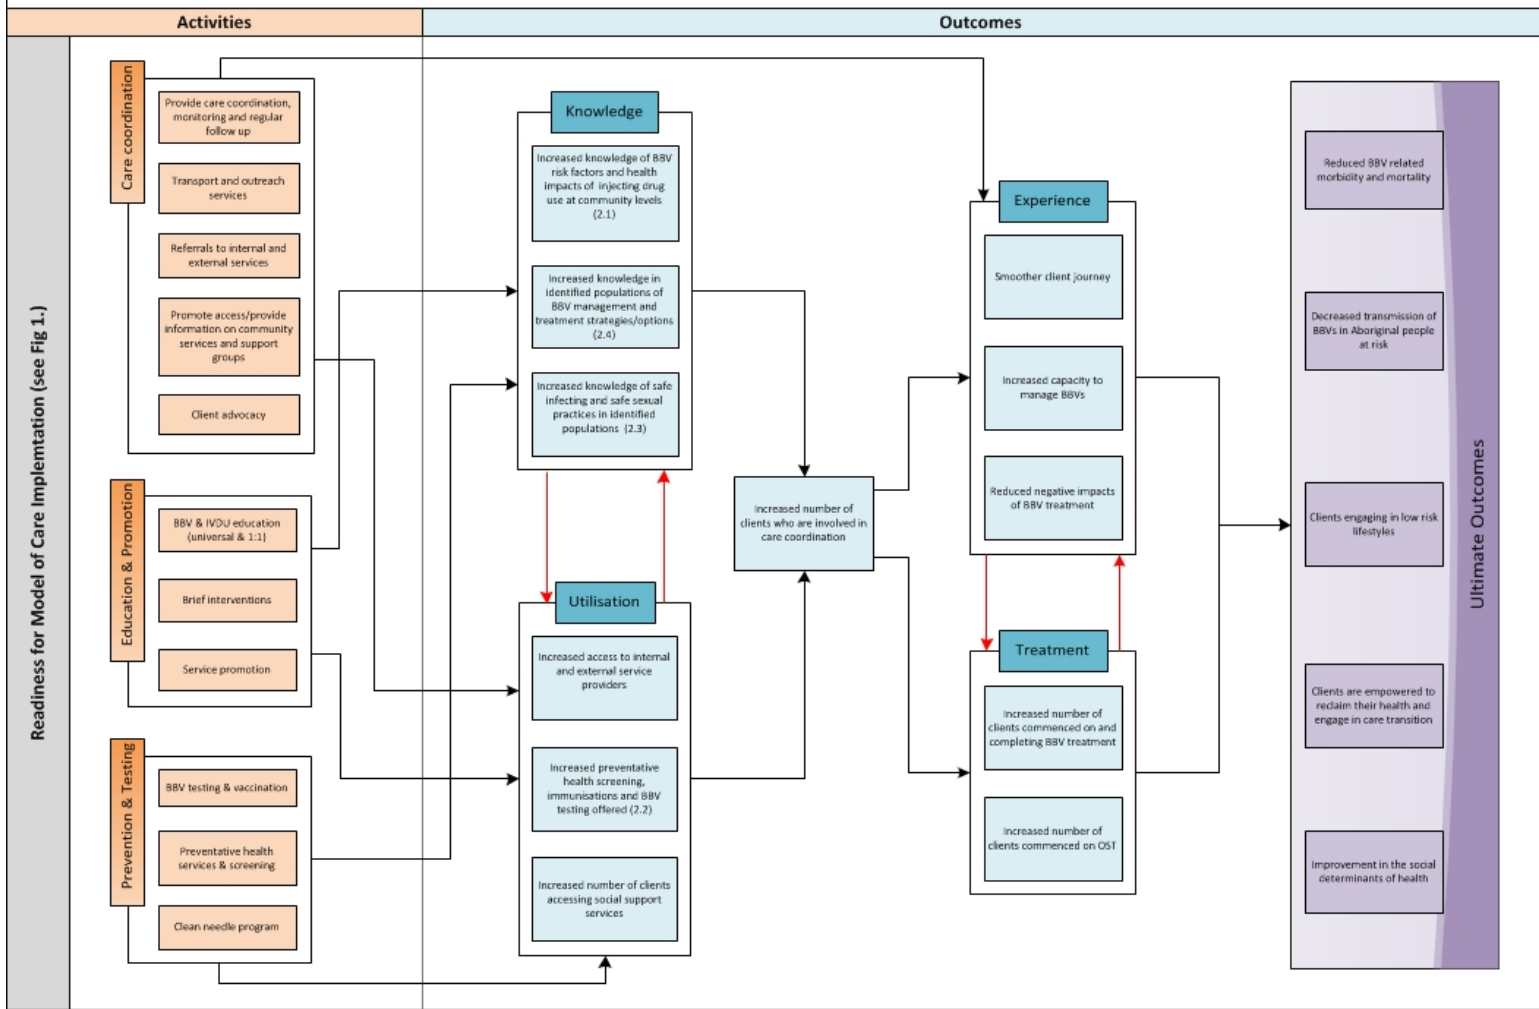 Activities
Outcomes
Readiness for Model of Care Implemtation (see Fig 1.)
Care coordination
Provide care coordination,
monitoring and regular
follow up
Transport and outreach
services
Referrals to internal and
external services
Promote access/provide
information on community
services and support
groups
Client advocacy
Education & Promotion
BBV & IVDU education
(universal & 1:1)
Brief interventions
Service promotion
Prevention & Testing
BBV testing & vaccination
Preventative health
services & screening
Clean needle program
Knowledge
Increased knowledge of BBV
risk factors and health
impacts of injecting drug
use at community levels
(2.1)
Increased knowledge in
identified populations of
BBV management and
treatment strategies/options
(2.4)
Increased knowledge of safe
infecting and safe sexual
practices in identified
populations (2.3)
Utilisation
Increased access to internal
and external service
providers
Increased preventative
health screening,
immunisations and BBV
testing offered (2.2)
Increased number of clients
accessing social support
services
Increased number of
clients who are involved in
care coordination
Experience
Smoother client journey
Increased capacity to
manage BBVs
Reduced negative impacts
of BBV treatment
Treatment
Increased number of
clients commenced on and
completing BBV treatment
Increased number of
clients commenced on OST
Reduced BBV related
morbidity and mortality
Decreased transmission of
BBVs in Aboriginal people
at risk
Clients engaging in low risk
lifestyles
Clients are empowered to
reclaim their health and
engage in care transition
Improvement in the social
determinants of health
Ultimate Outcomes